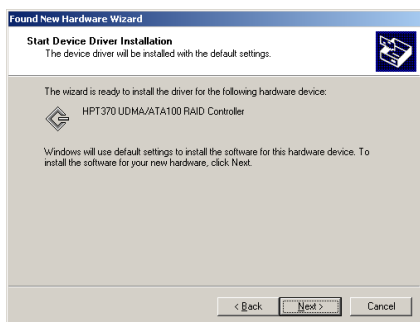 Found New Hardware Wizard
Start Device Driver Installation
The device driver will be installed with the default settings.
The wizard is ready to install the driver for the following hardware device:
HPT370 UDMA/ATA100 RAID Controller
Windows will use default settings to install the software for this hardware device. To
install the software for your new hardware, click Next.
< Back
Next >
Cancel